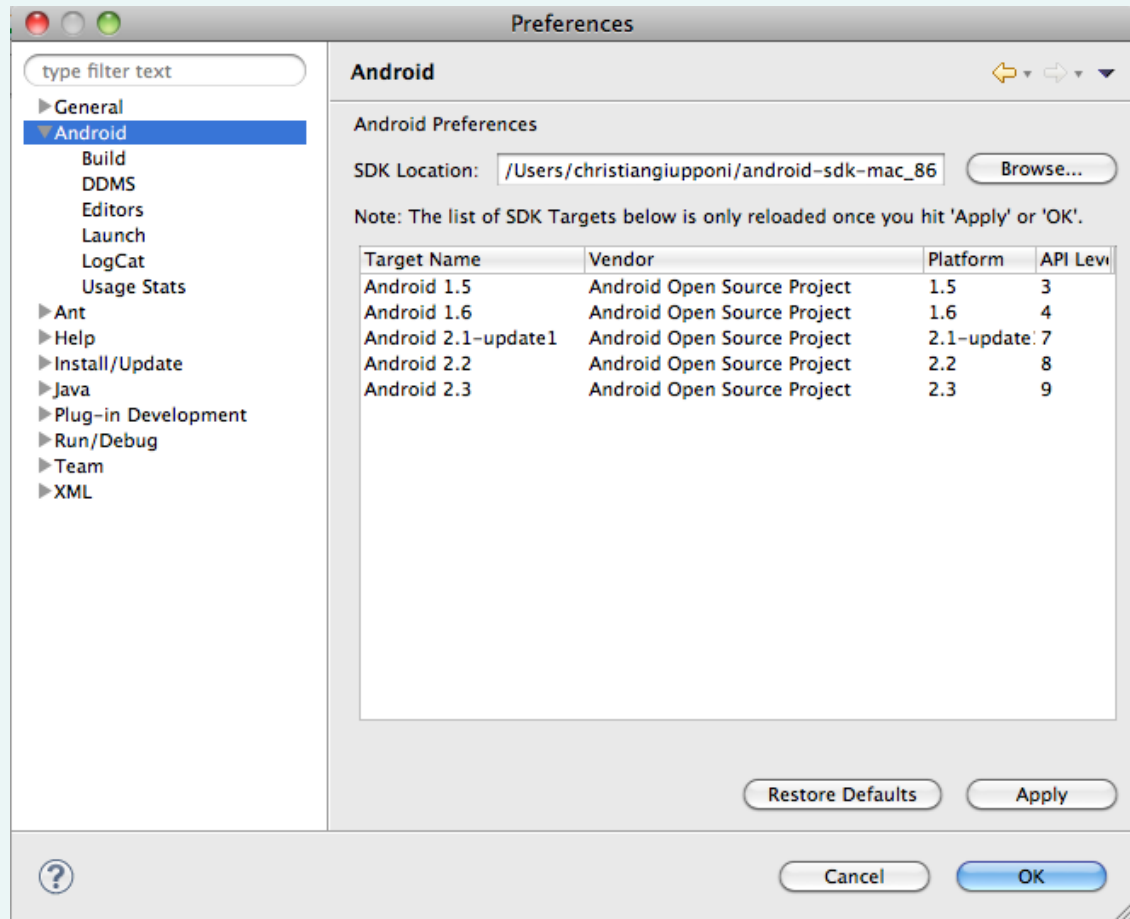 Preferences
type filter text
General
Android
Build
DDMS
Editors
Launch
LogCat
Usage Stats
Ant
Help
Install/Update
Java
Plug-in Development
Run/Debug
Team
XML
Android
Android Preferences
SDK Location: /Users/christiangiupponi/android-sdk-mac_86 Browse...
Note: The list of SDK Targets below is only reloaded once you hit 'Apply' or 'OK'.
Target Name Vendor Platform API Lev
Android 1.5 Android Open Source Project 1.5 3
Android 1.6 Android Open Source Project 1.6 4
Android 2.1-update1 Android Open Source Project 2.1-update 7
Android 2.2 Android Open Source Project 2.2 8
Android 2.3 Android Open Source Project 2.3 9
Restore Defaults Apply
? Cancel OK